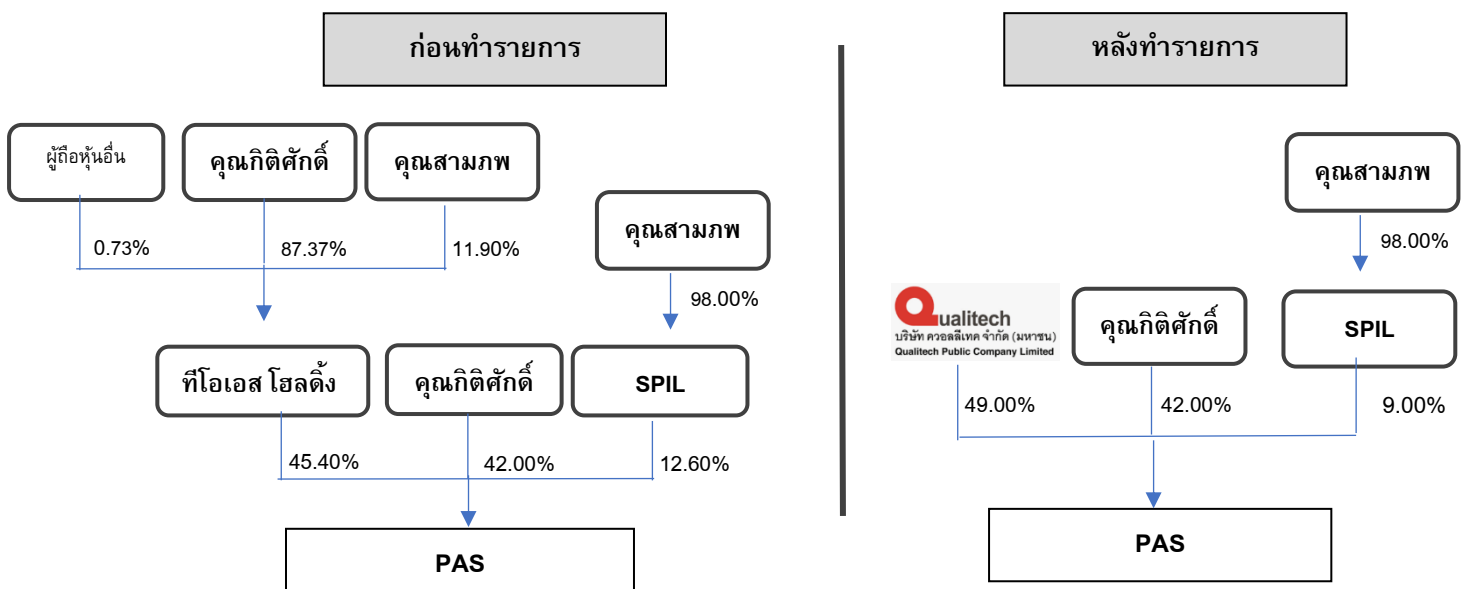 ก่อนทำรายการ
ผู้ถือหุ้นอื่น
คุณกิติศักดิ์
คุณสามภพ
0.73%
87.37%
11.90%
คุณสามภพ
98.00%
ทีโอเอส โฮลดิ้ง
คุณกิติศักดิ์
SPIL
45.40%
42.00%
12.60%
PAS
หลังทำรายการ
คุณสามภพ
98.00%
Qualitech
บริษัท ควอลลีเทค จำกัด (มหาชน)
Qualitech Public Company Limited
คุณกิติศักดิ์
SPIL
49.00%
42.00%
9.00%
PAS